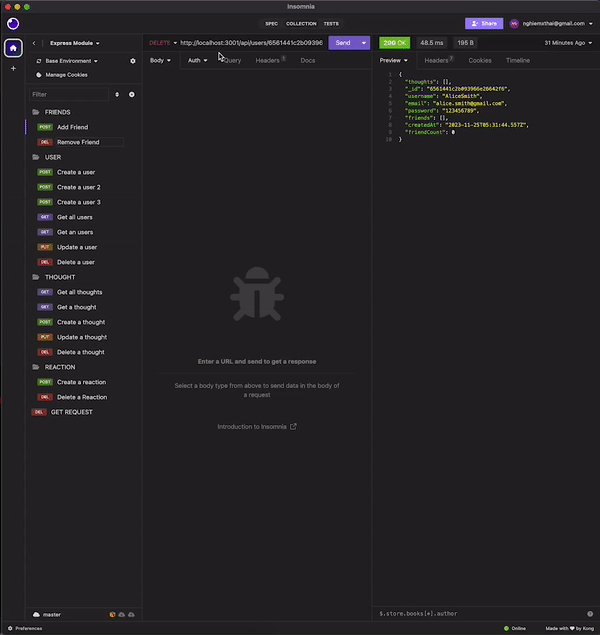 Insomnia
SPEC COLLECTION TESTS
Share
nghiemxthai@gmail.com
Express Module
DELETE http://localhost:3001/api/users/6561441c2b09396 Send
200 OK 48.5 ms 195 B 31 Minutes Ago
Base Environment
Manage Cookies
Body Auth Query Headers 1 Docs
Preview Headers 7 Cookies Timeline
Filter
FRIENDS
POST Add Friend
DEL Remove Friend
USER
POST Create a user
POST Create a user 2
POST Create a user 3
GET Get all users
GET Get an users
PUT Update a user
DEL Delete a user
THOUGHT
GET Get all thoughts
GET Get a thought
POST Create a thought
PUT Update a thought
DEL Delete a thought
REACTION
POST Create a reaction
DEL Delete a Reaction
DEL GET REQUEST
Enter a URL and send to get a response
Select a body type from above to send data in the body of
a request
Introduction to Insomnia
1 {
2 "thoughts": [],
3 "_id": "6561441c2b093966e26642f6",
4 "username": "AliceSmith",
5 "email": "alice.smith@gmail.com",
6 "password": "123456789",
7 "friends": [],
8 "createdAt": "2023-11-25T05:31:44.557Z",
9 "friendCount": 0
10 }
master
$.store.books[*].author
Preferences
Online
Made with ♥ by Kong